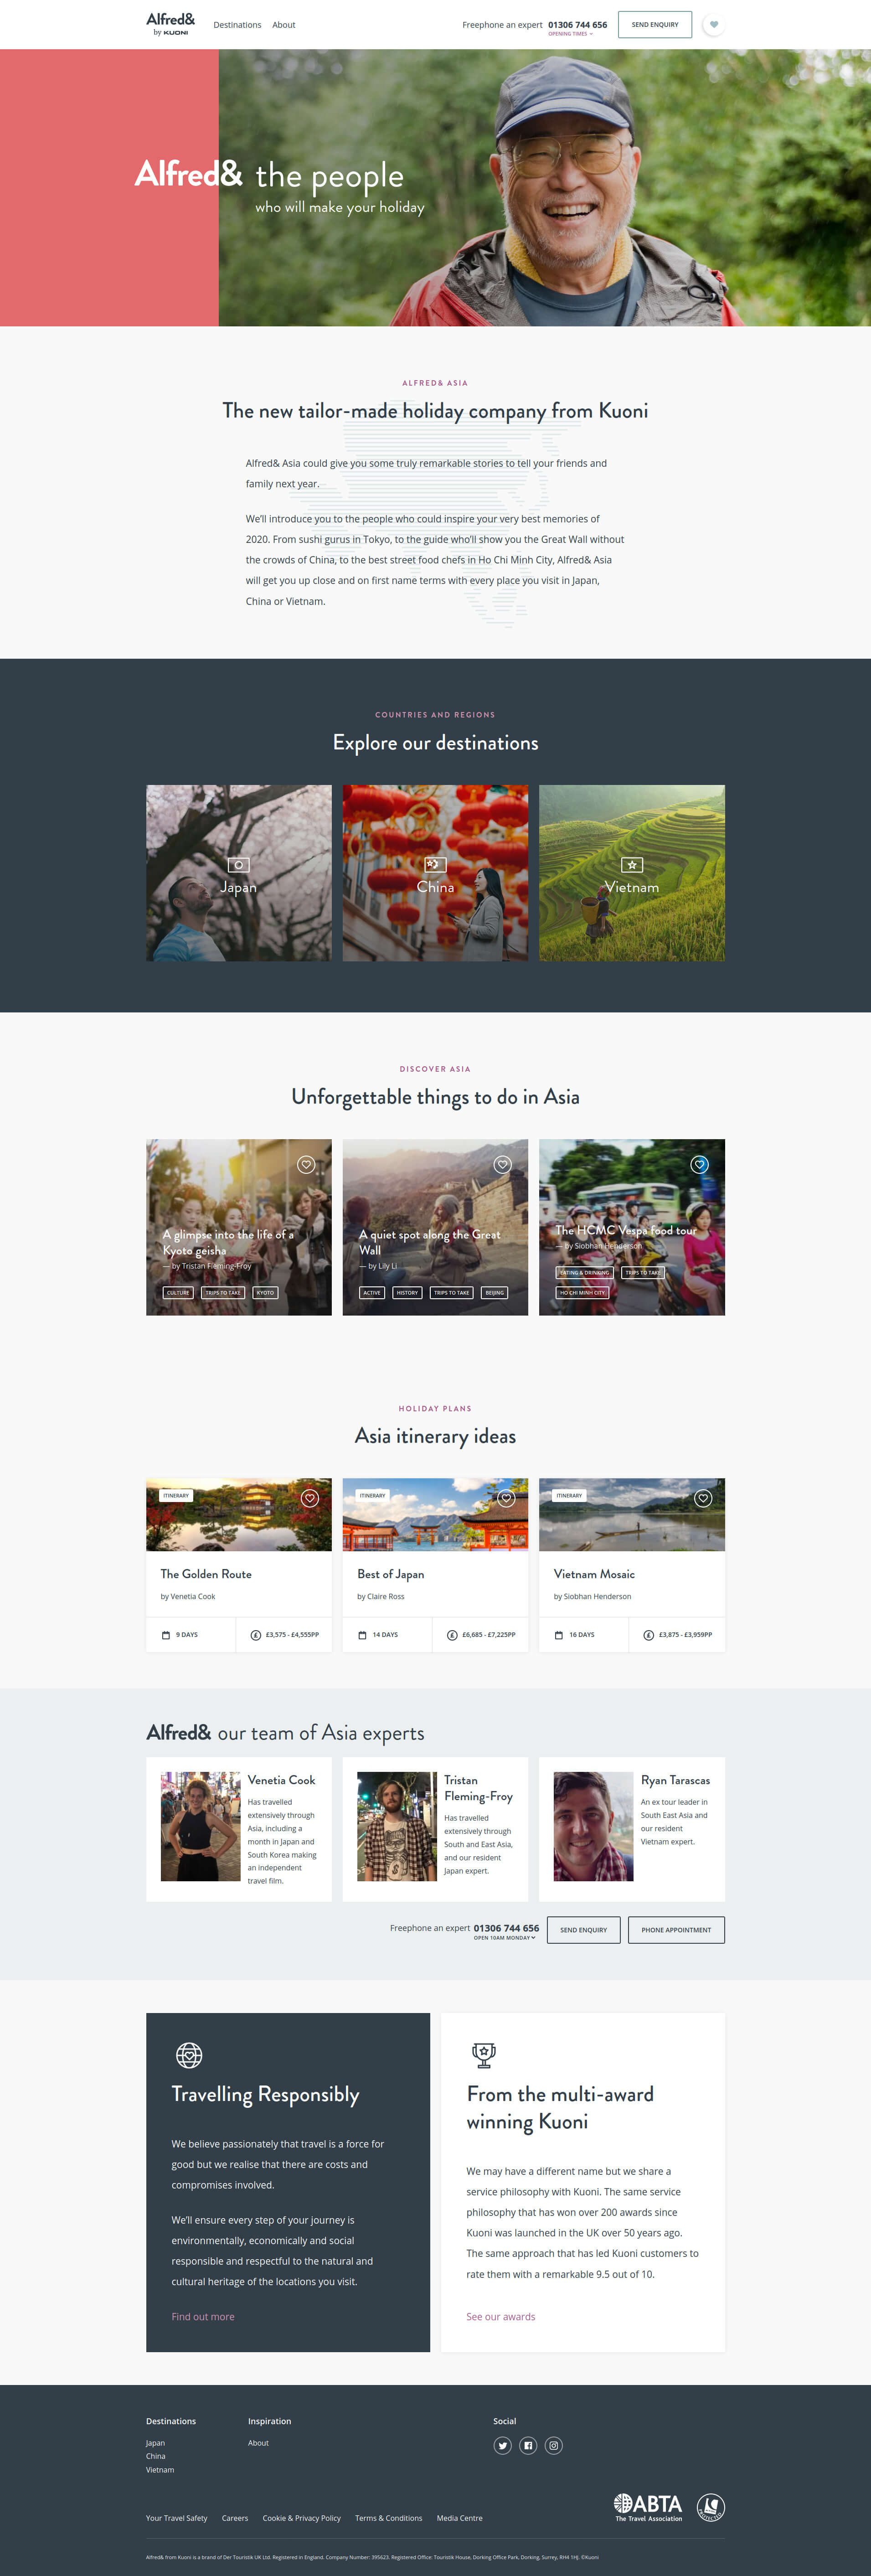 Alfred&
by KUONI
Destinations
About
Freephone an expert 01306 744 656
OPENING TIMES
SEND ENQUIRY
Alfred& the people
who will make your holiday
ALFRED& ASIA
The new tailor-made holiday company from Kuoni
Alfred& Asia could give you some truly remarkable stories to tell your friends and
family next year.
We'll introduce you to the people who could inspire your very best memories of
2020. From sushi gurus in Tokyo, to the guide who'll show you the Great Wall without
the crowds of China, to the best street food chefs in Ho Chi Minh City, Alfred& Asia
will get you up close and on first name terms with every place you visit in Japan,
China or Vietnam.
COUNTRIES AND REGIONS
Explore our destinations
Japan
China
Vietnam
DISCOVER ASIA
Unforgettable things to do in Asia
A glimpse into the life of a
Kyoto geisha
— by Tristan Fleming-Froy
CULTURE
TRIPS TO TAKE
KYOTO
A quiet spot along the Great
Wall
— by Lily Li
ACTIVE
HISTORY
TRIPS TO TAKE
BEIJING
The HCMC Vespa food tour
— by Siobhan Henderson
EATING & DRINKING
TRIPS TO TAKE
HO CHI MINH CITY
HOLIDAY PLANS
Asia itinerary ideas
ITINERARY
The Golden Route
by Venetia Cook
9 DAYS
£3,575 - £4,555PP
ITINERARY
Best of Japan
by Claire Ross
14 DAYS
£6,685 - £7,225PP
ITINERARY
Vietnam Mosaic
by Siobhan Henderson
16 DAYS
£3,875 - £3,959PP
Alfred& our team of Asia experts
Venetia Cook
Has travelled
extensively through
Asia, including a
month in Japan and
South Korea making
an independent
travel film.
Tristan
Fleming-Froy
Has travelled
extensively through
South and East Asia,
and our resident
Japan expert.
Ryan Tarascas
An ex tour leader in
South East Asia and
our resident
Vietnam expert.
Freephone an expert 01306 744 656
OPEN 10AM MONDAY
SEND ENQUIRY
PHONE APPOINTMENT
Travelling Responsibly
We believe passionately that travel is a force for
good but we realise that there are costs and
compromises involved.
We'll ensure every step of your journey is
environmentally, economically and social
responsible and respectful to the natural and
cultural heritage of the locations you visit.
Find out more
From the multi-award
winning Kuoni
We may have a different name but we share a
service philosophy with Kuoni. The same service
philosophy that has won over 200 awards since
Kuoni was launched in the UK over 50 years ago.
The same approach that has led Kuoni customers to
rate them with a remarkable 9.5 out of 10.
See our awards
Destinations
Japan
China
Vietnam
Inspiration
About
Social
Your Travel Safety
Careers
Cookie & Privacy Policy
Terms & Conditions
Media Centre
ABTA
The Travel Association
Alfred& from Kuoni is a brand of Der Touristik UK Ltd. Registered in England. Company Number: 395623. Registered Office: Touristik House, Dorking Office Park, Dorking, Surrey, RH4 1HJ. ©Kuoni